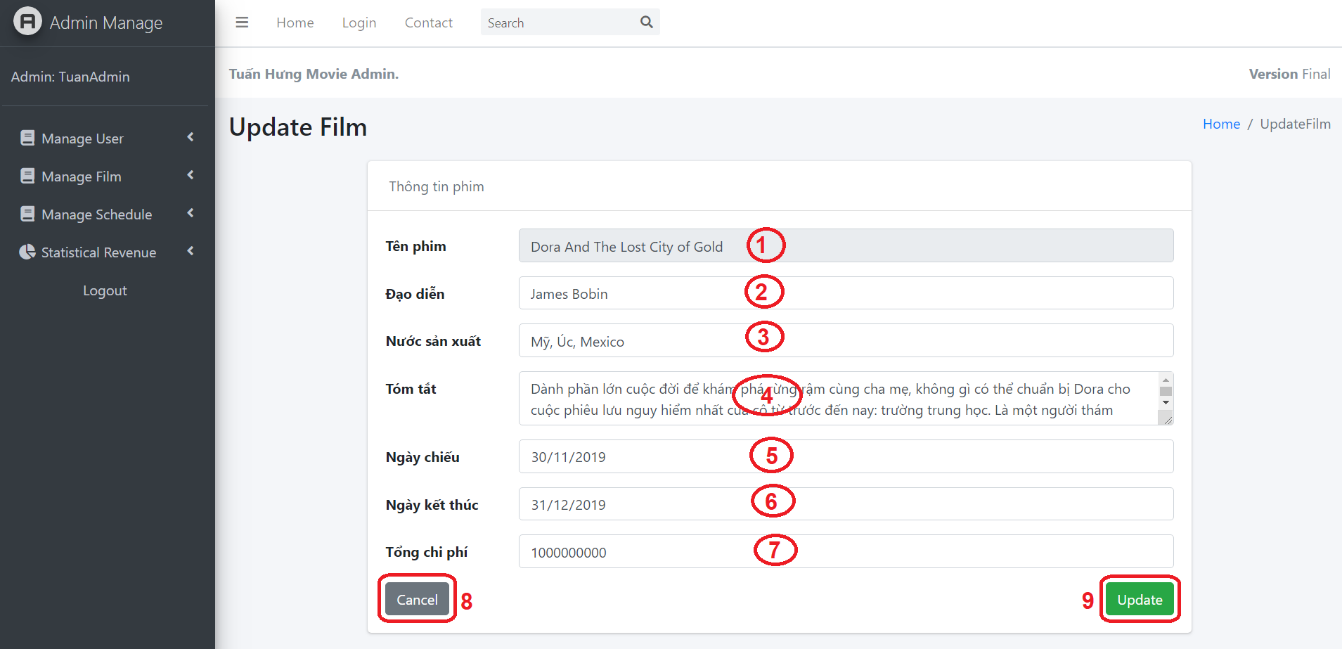 Admin Manage
Home Login Contact Search
Admin: TuanAdmin
Tuấn Hưng Movie Admin.
Version Final
Manage User
Manage Film
Manage Schedule
Statistical Revenue
Logout
Update Film
Home / UpdateFilm
Thông tin phim
Tên phim Dora And The Lost City of Gold 1
Đạo diễn James Bobin 2
Nước sản xuất Mỹ, Úc, Mexico 3
Tóm tắt Dành phần lớn cuộc đời để khám phá rừng rậm cùng cha mẹ, không gì có thể chuẩn bị Dora cho
cuộc phiêu lưu nguy hiểm nhất của cô từ trước đến nay: trường trung học. Là một người thám
4
Ngày chiếu 30/11/2019 5
Ngày kết thúc 31/12/2019 6
Tổng chi phí 1000000000 7
Cancel 8
9 Update